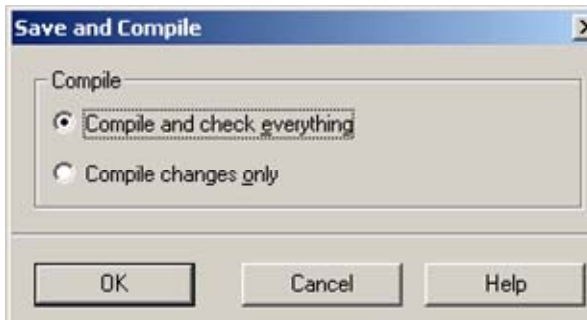 Save and Compile
Compile
Compile and check everything
Compile changes only
OK Cancel Help